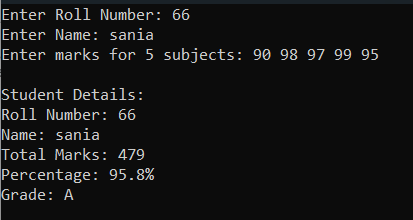 Enter Roll Number: 66
Enter Name: sania
Enter marks for 5 subjects: 90 98 97 99 95
Student Details:
Roll Number: 66
Name: sania
Total Marks: 479
Percentage: 95.8%
Grade: A